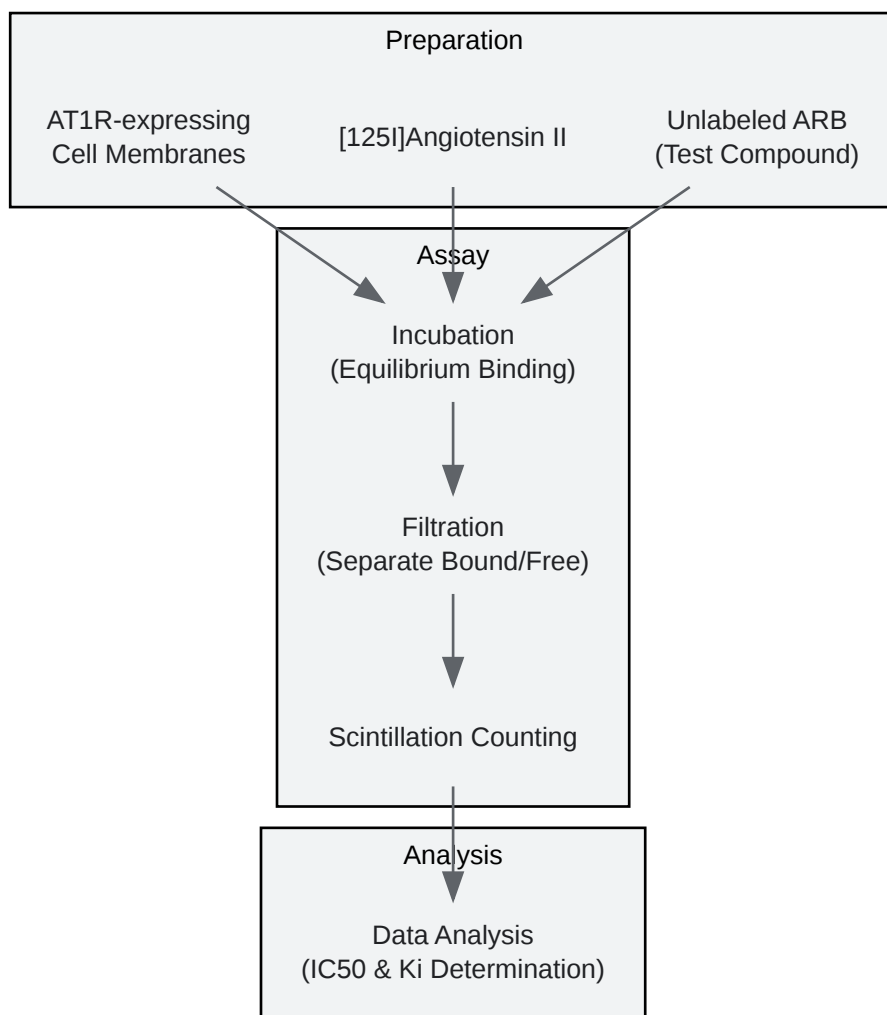 Preparation
AT1R-expressing
Cell Membranes
[125I]Angiotensin II
Unlabeled ARB
(Test Compound)
Assay
Incubation
(Equilibrium Binding)
Filtration
(Separate Bound/Free)
Scintillation Counting
Analysis
Data Analysis
(IC50 & Ki Determination)